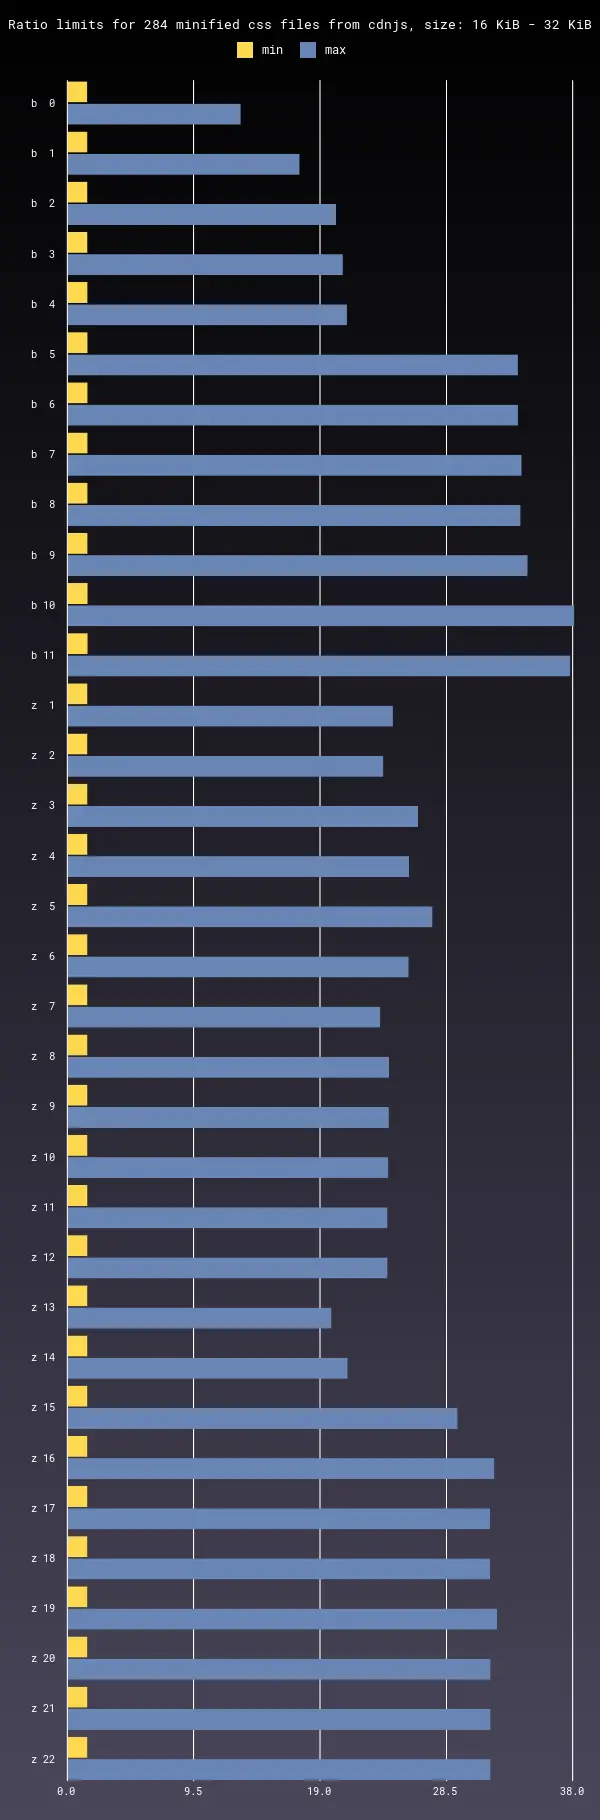 Ratio limits for 284 minified css files from cdnjs, size: 16 KiB - 32 KiB
min max
b 0
b 1
b 2
b 3
b 4
b 5
b 6
b 7
b 8
b 9
b 10
b 11
z 1
z 2
z 3
z 4
z 5
z 6
z 7
z 8
z 9
z 10
z 11
z 12
z 13
z 14
z 15
z 16
z 17
z 18
z 19
z 20
z 21
z 22
0.0 9.5 19.0 28.5 38.0